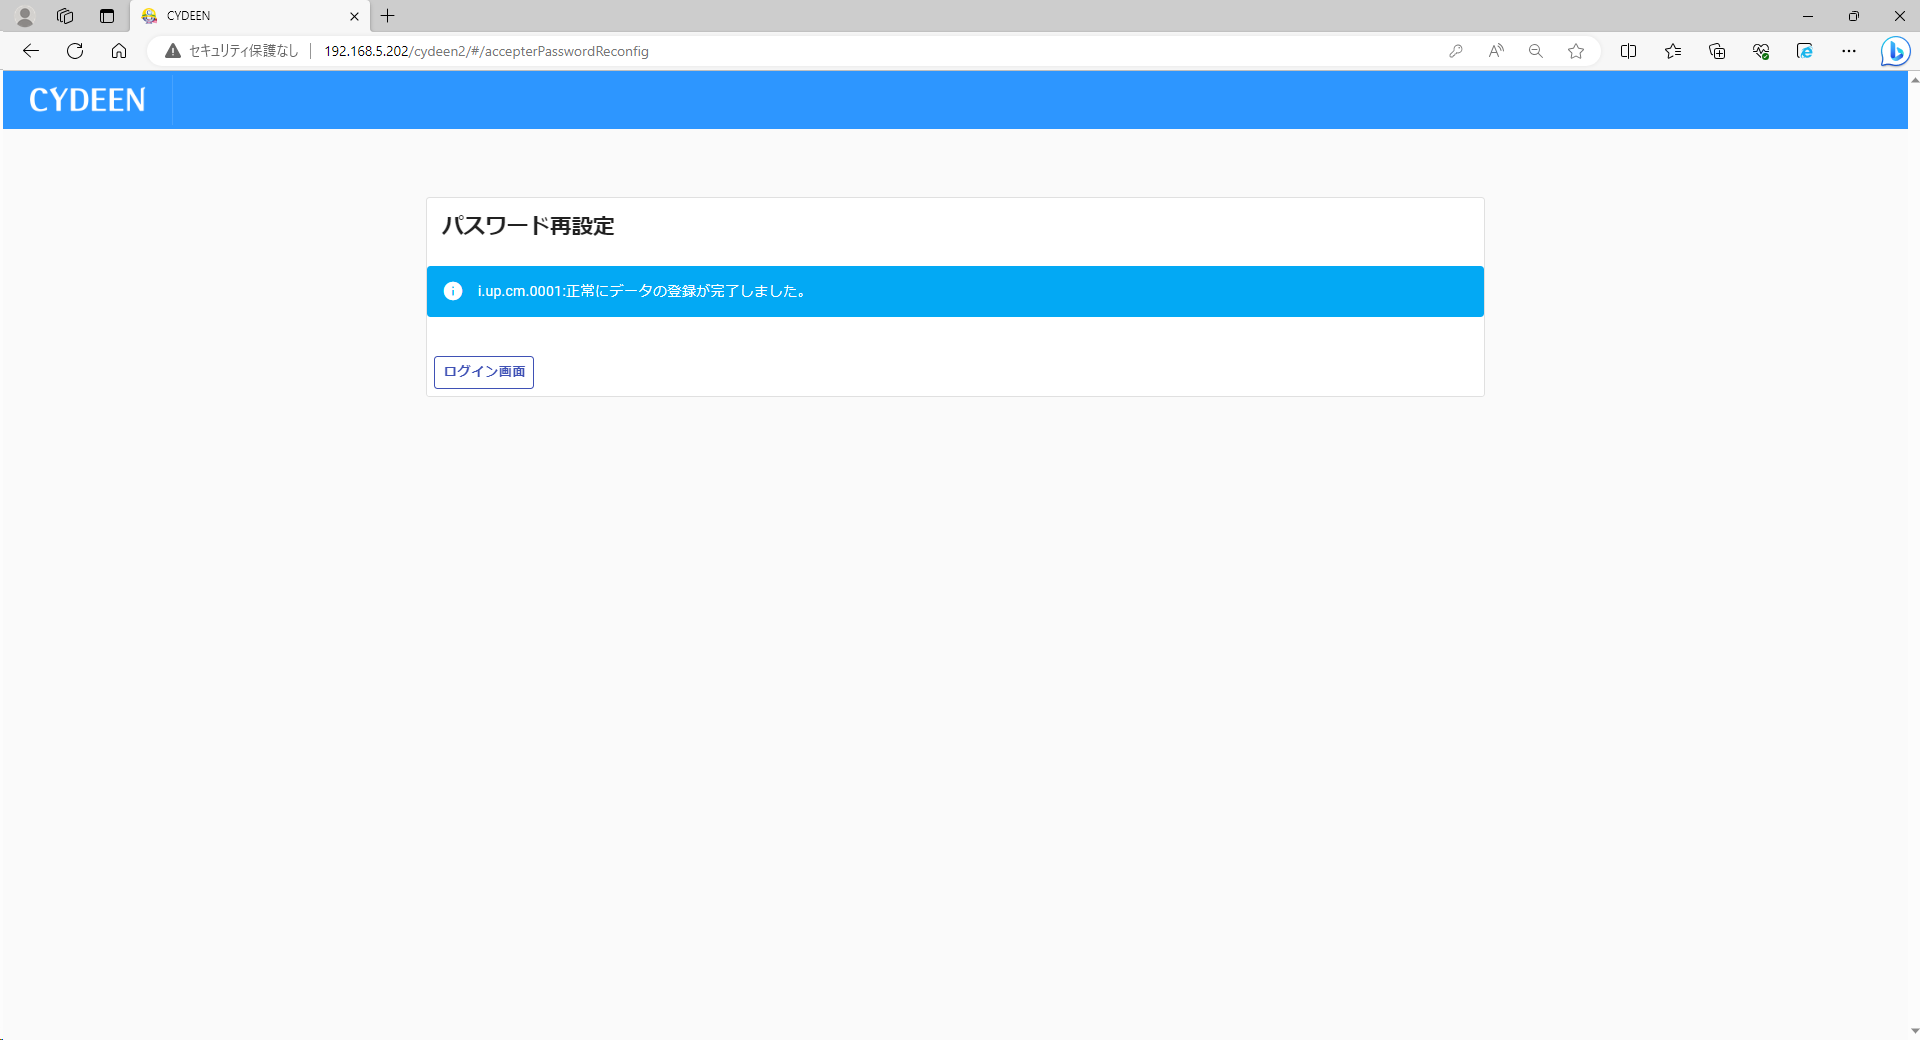 CYDEEN
セキュリティ保護なし
192.168.5.202/cydeen2/#/accepterPasswordReconfig
CYDEEN
パスワード再設定
i.up.cm.0001:正常にデータの登録が完了しました。
ログイン画面